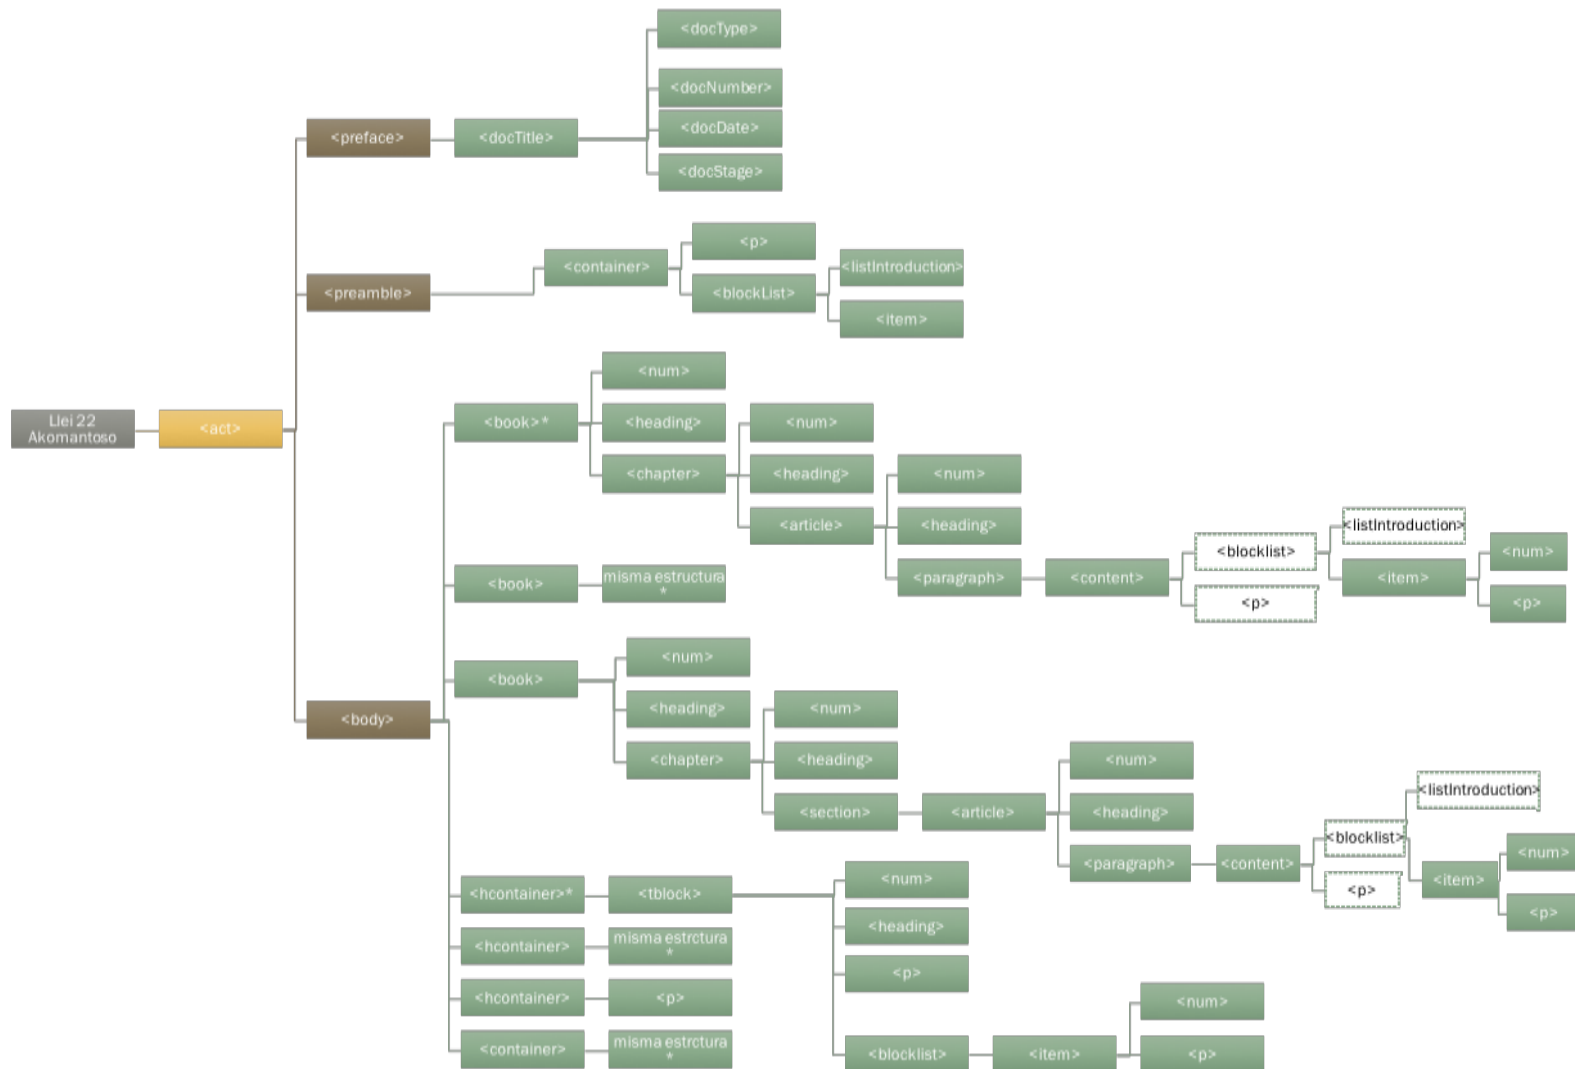 Llei 22
Akomantoso
<act>
<preface>
<docTitle>
<docType>
<docNumber>
<docDate>
<docStage>
<preamble>
<container>
<p>
<blockList>
<listIntroduction>
<item>
<body>
<book>*
<num>
<heading>
<chapter>
<num>
<heading>
<article>
<num>
<heading>
<paragraph>
<content>
<blocklist>
<p>
<listIntroduction>
<item>
<num>
<p>
<book>
misma estructura
*
<book>
<num>
<heading>
<chapter>
<num>
<heading>
<section>
<article>
<num>
<heading>
<paragraph>
<content>
<blocklist>
<p>
<listIntroduction>
<item>
<num>
<p>
<hcontainer>*
<tblock>
<num>
<heading>
<p>
<blocklist>
<item>
<num>
<p>
<hcontainer>
misma estrctura
*
<hcontainer>
<p>
<container>
misma estrctura
*